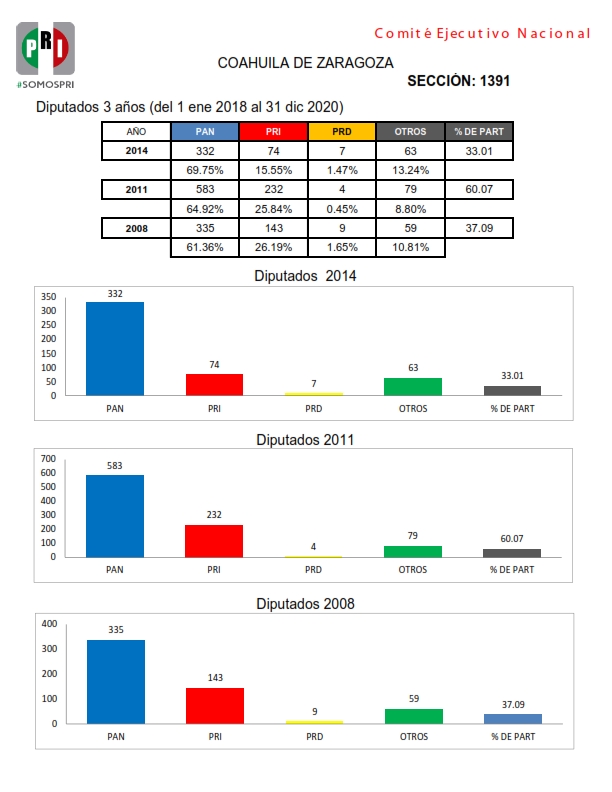 Comité Ejecutivo Nacional
PRI
#SOMOSPRI
COAHUILA DE ZARAGOZA
SECCIÓN: 1391
Diputados 3 años (del 1 ene 2018 al 31 dic 2020)
AÑO PAN PRI PRD OTROS % DE PART
2014 332 74 7 63 33.01
69.75% 15.55% 1.47% 13.24%
2011 583 232 4 79 60.07
64.92% 25.84% 0.45% 8.80%
2008 335 143 9 59 37.09
61.36% 26.19% 1.65% 10.81%
Diputados 2014
350
300
250
200
150
100
50
0
332 74 7 63 33.01
PAN PRI PRD OTROS % DE PART
Diputados 2011
700
600
500
400
300
200
100
0
583 232 4 79 60.07
PAN PRI PRD OTROS % DE PART
Diputados 2008
400
300
200
100
0
335 143 9 59 37.09
PAN PRI PRD OTROS % DE PART